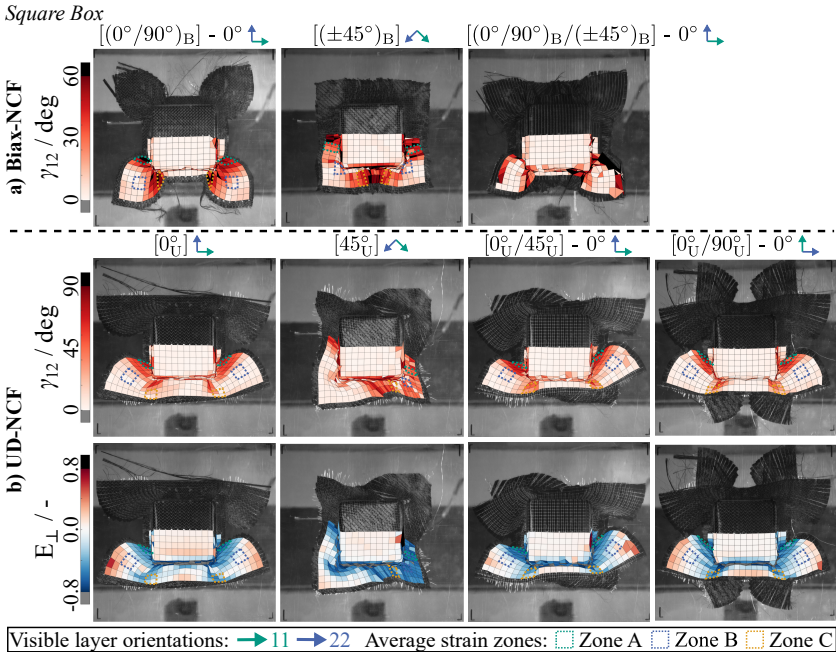 Square Box
[(0°/90°)B] - 0°
[(±45°)B]
[(0°/90°)B/(±45°)B] - 0°
a) Biax-NCF
γ12 / deg
60
30
0
[0°U]
[45°U]
[0°U/45°U] - 0°
[0°U/90°U] - 0°
b) UD-NCF
γ12 / deg
90
45
0
E⊥ / -
0.8
0.0
-0.8
Visible layer orientations: 11 22 Average strain zones: Zone A Zone B Zone C